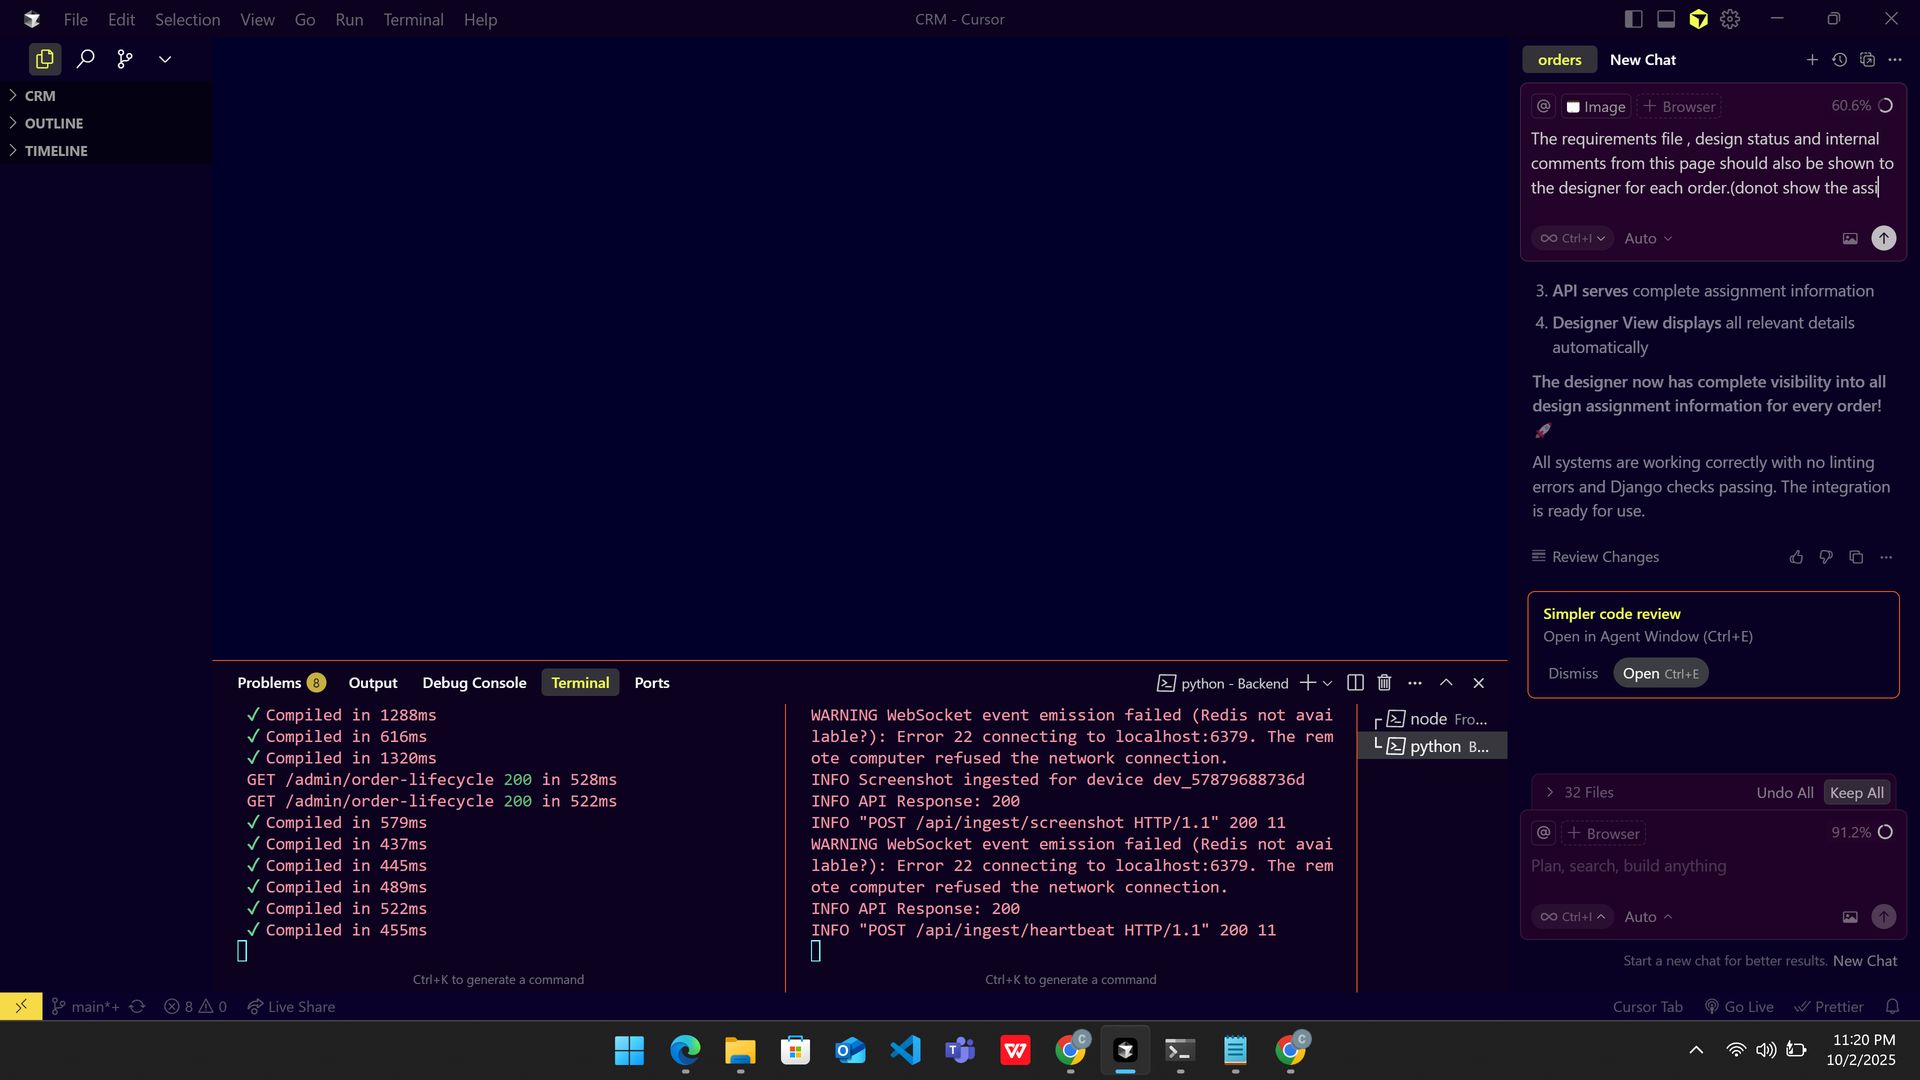 File Edit Selection View Go Run Terminal Help
CRM - Cursor
CRM
OUTLINE
TIMELINE
Problems 8 Output Debug Console Terminal Ports
python - Backend
✓ Compiled in 1288ms
✓ Compiled in 616ms
✓ Compiled in 1320ms
GET /admin/order-lifecycle 200 in 528ms
GET /admin/order-lifecycle 200 in 522ms
✓ Compiled in 579ms
✓ Compiled in 437ms
✓ Compiled in 445ms
✓ Compiled in 489ms
✓ Compiled in 522ms
✓ Compiled in 455ms
Ctrl+K to generate a command
WARNING WebSocket event emission failed (Redis not avai
lable?): Error 22 connecting to localhost:6379. The rem
ote computer refused the network connection.
INFO Screenshot ingested for device dev_57879688736d
INFO API Response: 200
INFO "POST /api/ingest/screenshot HTTP/1.1" 200 11
WARNING WebSocket event emission failed (Redis not avai
lable?): Error 22 connecting to localhost:6379. The rem
ote computer refused the network connection.
INFO API Response: 200
INFO "POST /api/ingest/heartbeat HTTP/1.1" 200 11
Ctrl+K to generate a command
node Fro...
python B...
orders New Chat
@ Image + Browser 60.6%
The requirements file , design status and internal
comments from this page should also be shown to
the designer for each order.(donot show the assi
Ctrl+I Auto
3. API serves complete assignment information
4. Designer View displays all relevant details
automatically
The designer now has complete visibility into all
design assignment information for every order!
🚀
All systems are working correctly with no linting
errors and Django checks passing. The integration
is ready for use.
Review Changes
Simpler code review
Open in Agent Window (Ctrl+E)
Dismiss Open Ctrl+E
32 Files Undo All Keep All
@ + Browser 91.2%
Plan, search, build anything
Ctrl+I Auto
Start a new chat for better results. New Chat
main*+ 8 0 Live Share
Cursor Tab Go Live Prettier
11:20 PM
10/2/2025